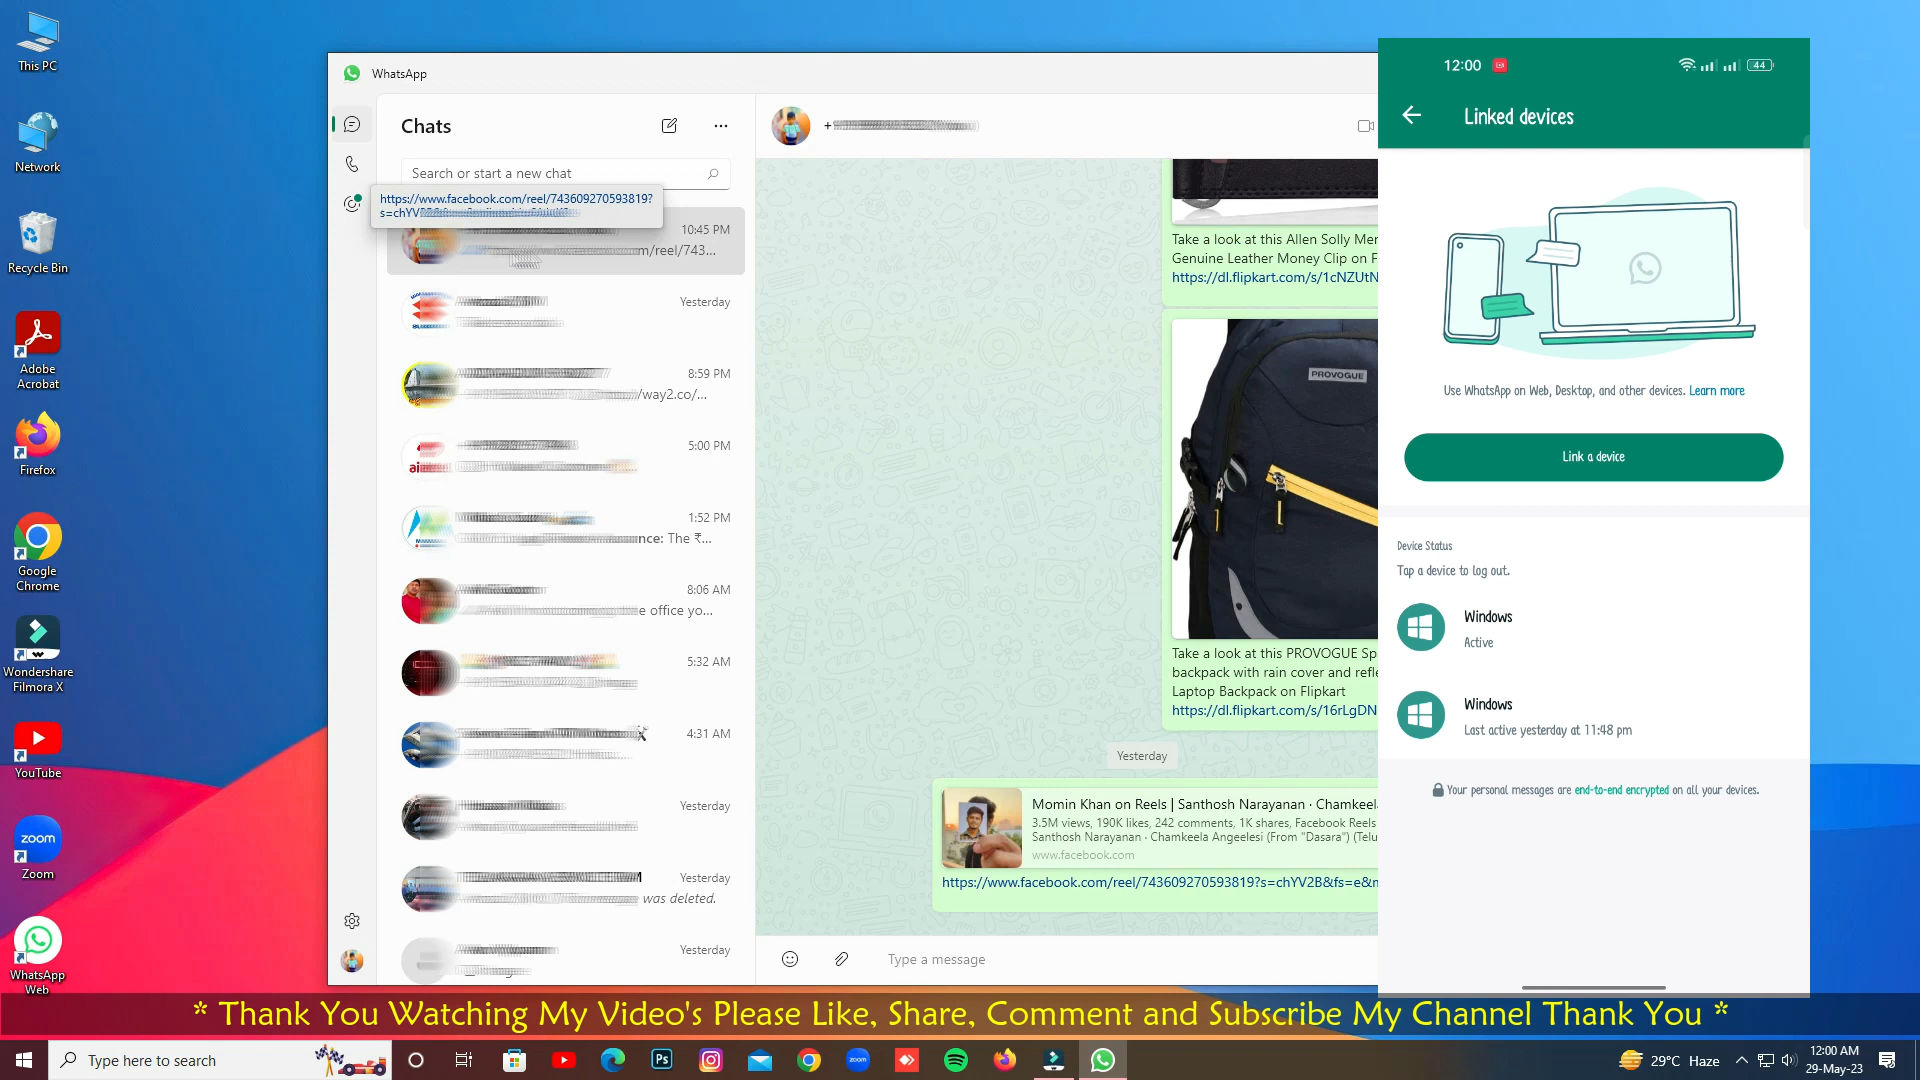 This PC
Network
Recycle Bin
Adobe
Acrobat
Firefox
Google
Chrome
Wondershare
Filmora X
YouTube
zoom
Zoom
WhatsApp
Web
WhatsApp
Chats
Search or start a new chat
https://www.facebook.com/reel/743609270593819?
s=chYV
10:45 PM
m/reel/743...
Yesterday
8:59 PM
/way2.co/...
5:00 PM
1:52 PM
nce: The ₹...
8:06 AM
e office yo...
5:32 AM
4:31 AM
Yesterday
Yesterday
was deleted.
Yesterday
+
Take a look at this Allen Solly Mer
Genuine Leather Money Clip on F
https://dl.flipkart.com/s/1cNZUtN
PROVOGUE
Take a look at this PROVOGUE Sp
backpack with rain cover and refle
Laptop Backpack on Flipkart
https://dl.flipkart.com/s/16rLgDN
Yesterday
Momin Khan on Reels | Santhosh Narayanan · Chamkeela
3.5M views, 190K likes, 242 comments, 1K shares, Facebook Reels
Santhosh Narayanan · Chamkeela Angeelesi (From "Dasara") (Telu
www.facebook.com
https://www.facebook.com/reel/743609270593819?s=chYV2B&fs=e&m
Type a message
12:00
44
Linked devices
Use WhatsApp on Web, Desktop, and other devices. Learn more
Link a device
Device Status
Tap a device to log out.
Windows
Active
Windows
Last active yesterday at 11:48 pm
Your personal messages are end-to-end encrypted on all your devices.
* Thank You Watching My Video's Please Like, Share, Comment and Subscribe My Channel Thank You *
Type here to search
Ps
zoom
29°C Haze
12:00 AM
29-May-23